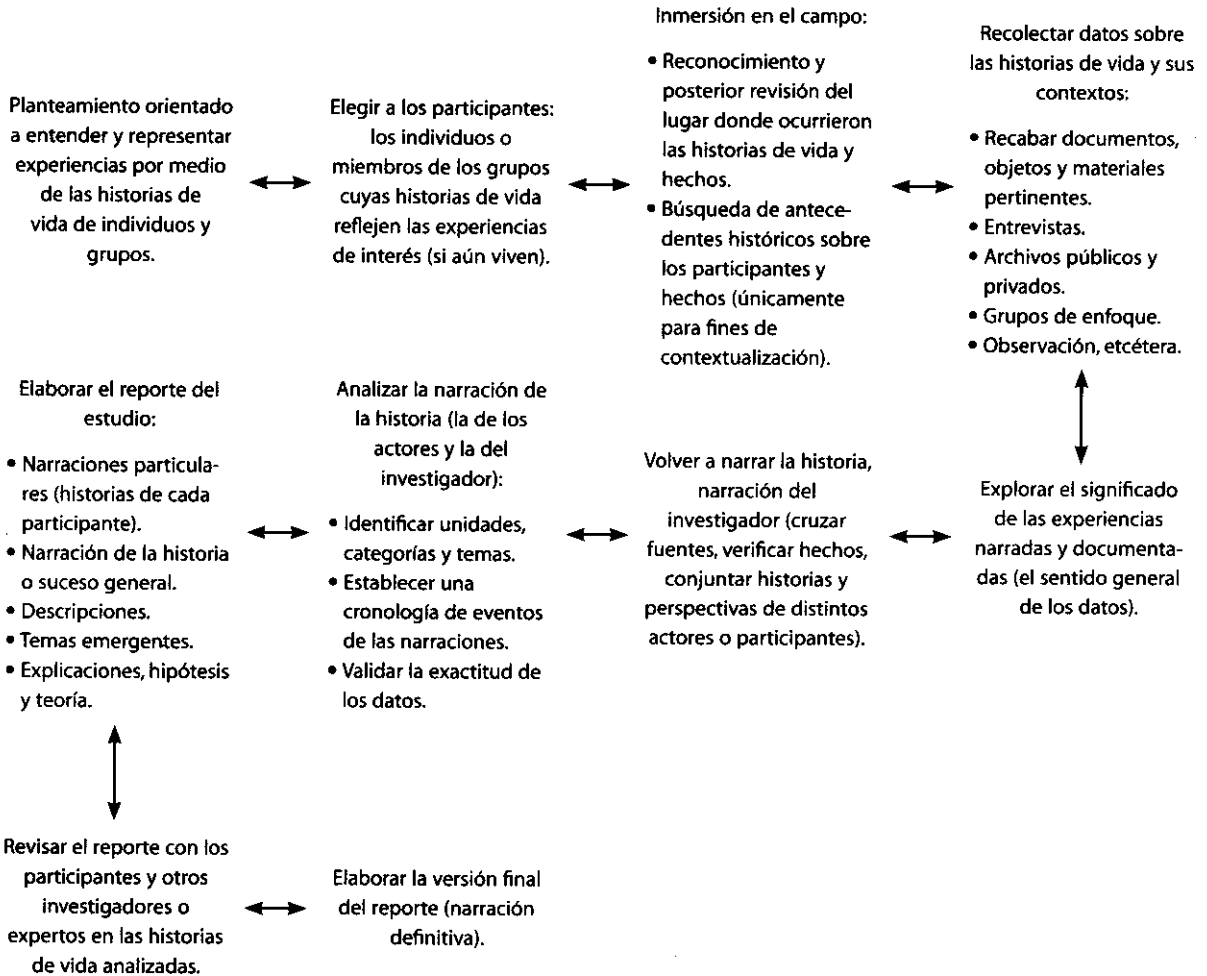 Planteamiento orientado
a entender y representar
experiencias por medio
de las historias de
vida de individuos y
grupos.
Elegir a los participantes:
los individuos o
miembros de los grupos
cuyas historias de vida
reflejen las experiencias
de interés (si aún viven).
Inmersión en el campo:
• Reconocimiento y
posterior revisión del
lugar donde ocurrieron
las historias de vida y
hechos.
• Búsqueda de antece-
dentes históricos sobre
los participantes y
hechos (únicamente
para fines de
contextualización).
Recolectar datos sobre
las historias de vida y sus
contextos:
• Recabar documentos,
objetos y materiales
pertinentes.
• Entrevistas.
• Archivos públicos y
privados.
• Grupos de enfoque.
• Observación, etcétera.
Explorar el significado
de las experiencias
narradas y documenta-
das (el sentido general
de los datos).
Volver a narrar la historia,
narración del
investigador (cruzar
fuentes, verificar hechos,
conjuntar historias y
perspectivas de distintos
actores o participantes).
Analizar la narración de
la historia (la de los
actores y la del
investigador):
• Identificar unidades,
categorías y temas.
• Establecer una
cronología de eventos
de las narraciones.
• Validar la exactitud de
los datos.
Elaborar el reporte del
estudio:
• Narraciones particula-
res (historias de cada
participante).
• Narración de la historia
o suceso general.
• Descripciones.
• Temas emergentes.
• Explicaciones, hipótesis
y teoría.
Revisar el reporte con los
participantes y otros
investigadores o
expertos en las historias
de vida analizadas.
Elaborar la versión final
del reporte (narración
definitiva).